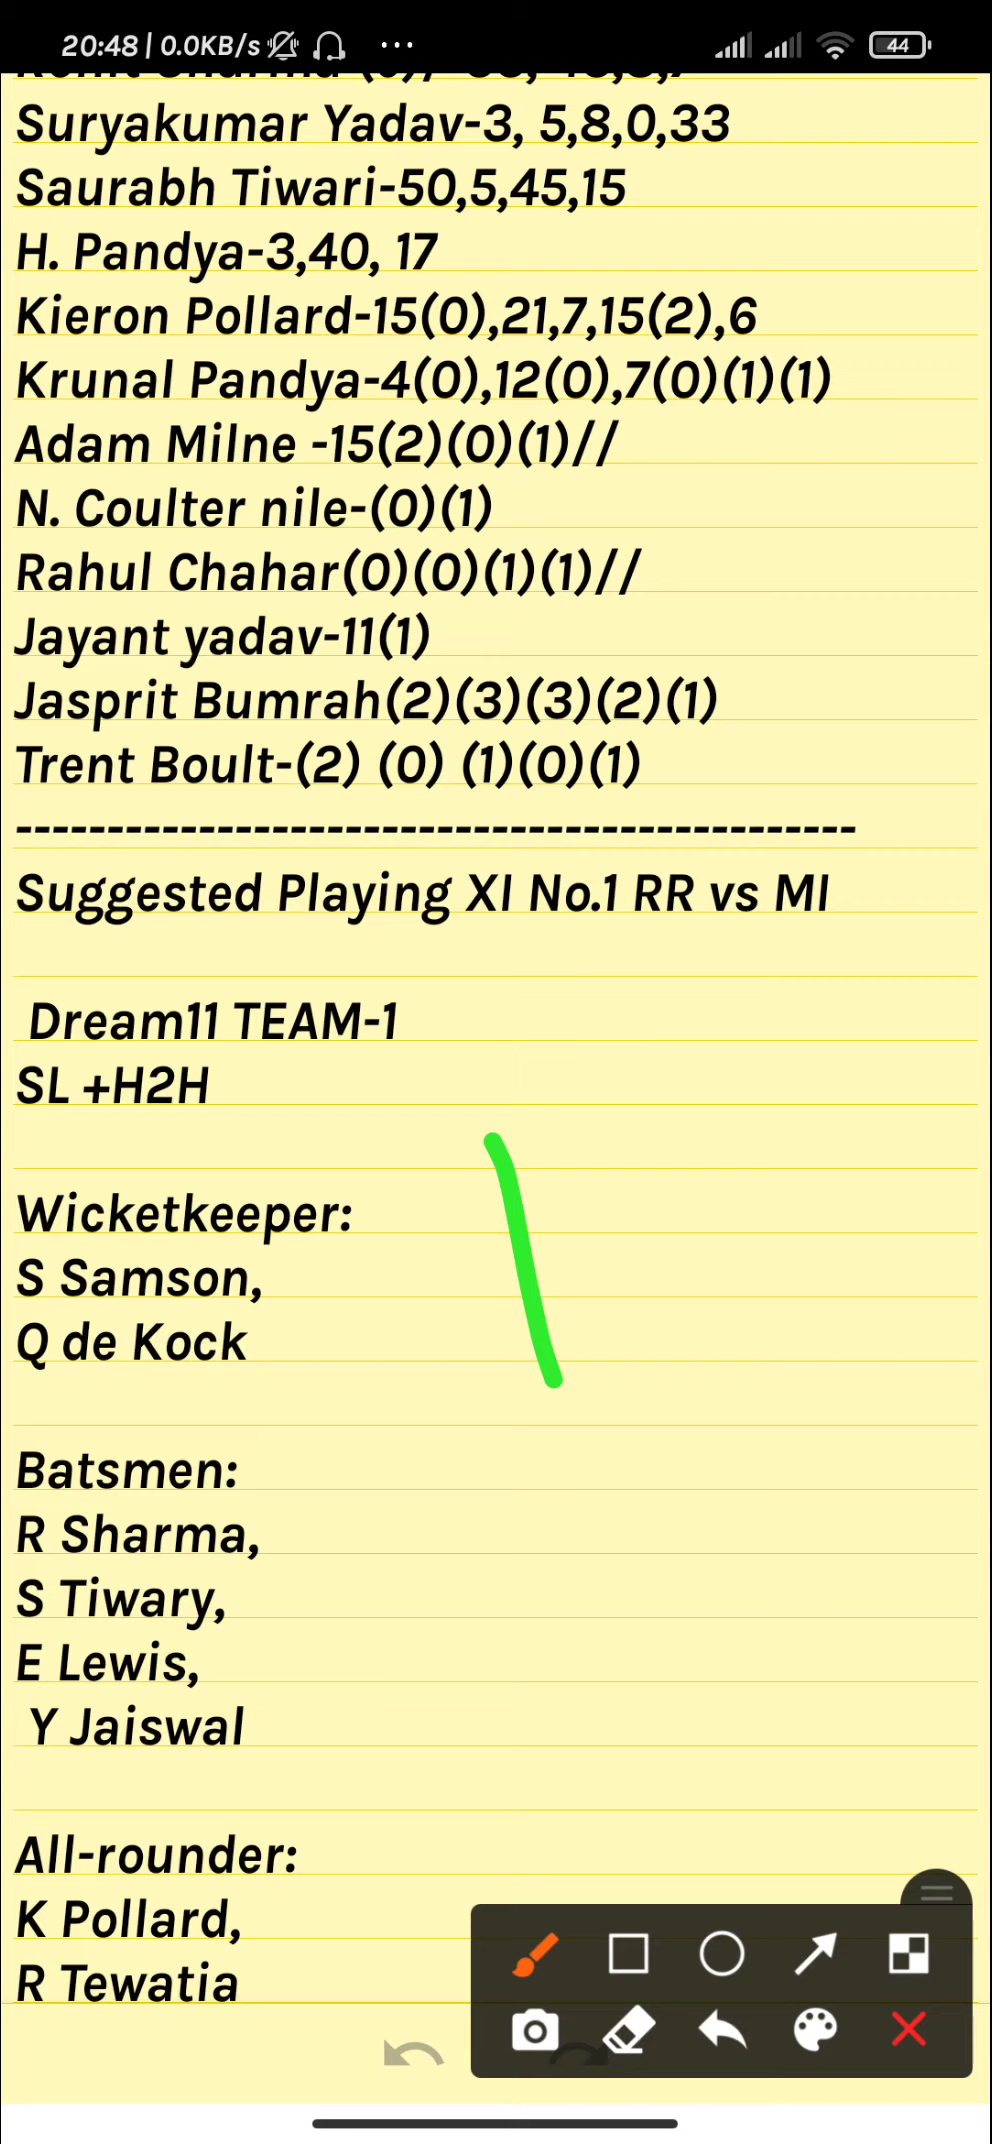 20:48 | 0.0KB/s ... 44
Suryakumar Yadav-3, 5,8,0,33
Saurabh Tiwari-50,5,45,15
H. Pandya-3,40, 17
Kieron Pollard-15(0),21,7,15(2),6
Krunal Pandya-4(0),12(0),7(0)(1)(1)
Adam Milne -15(2)(0)(1)//
N. Coulter nile-(0)(1)
Rahul Chahar(0)(0)(1)(1)//
Jayant yadav-11(1)
Jasprit Bumrah(2)(3)(3)(2)(1)
Trent Boult-(2) (0) (1)(0)(1)
----------------------------------------------
Suggested Playing XI No.1 RR vs MI
Dream11 TEAM-1
SL +H2H
Wicketkeeper:
S Samson,
Q de Kock
Batsmen:
R Sharma,
S Tiwary,
E Lewis,
Y Jaiswal
All-rounder:
K Pollard,
R Tewatia